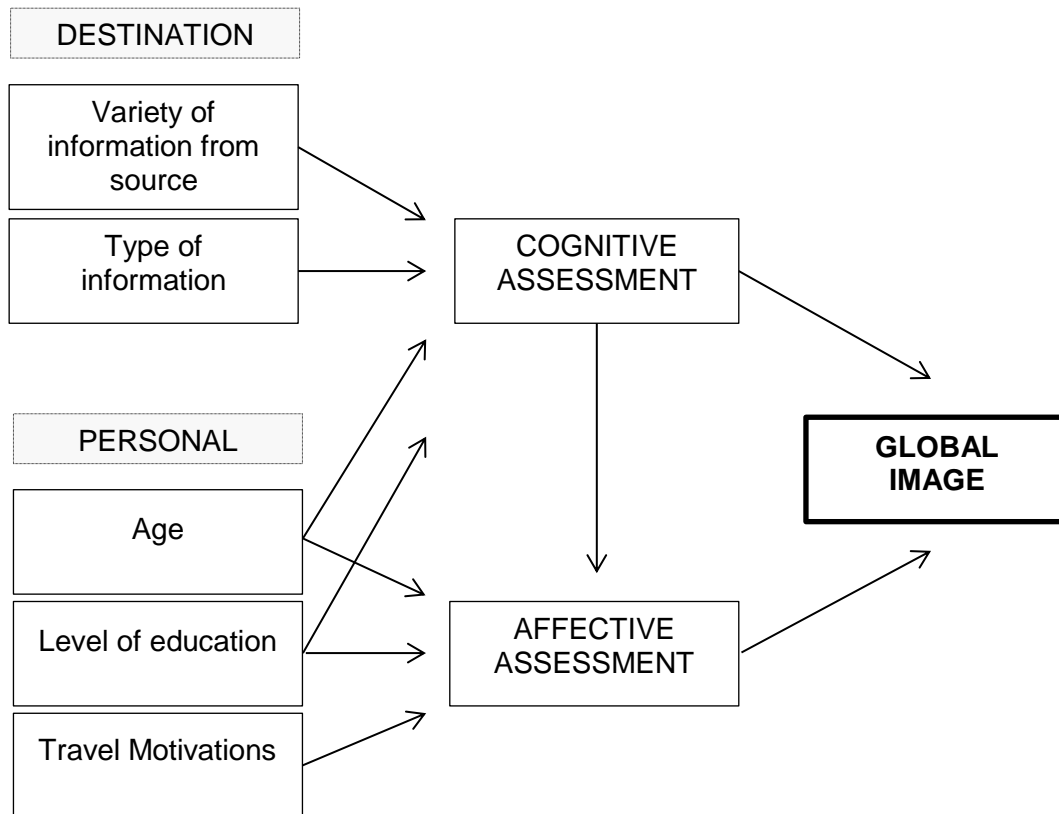 DESTINATION
Variety of
information from
source
Type of
information
COGNITIVE
ASSESSMENT
PERSONAL
Age
Level of education
Travel Motivations
AFFECTIVE
ASSESSMENT
GLOBAL
IMAGE